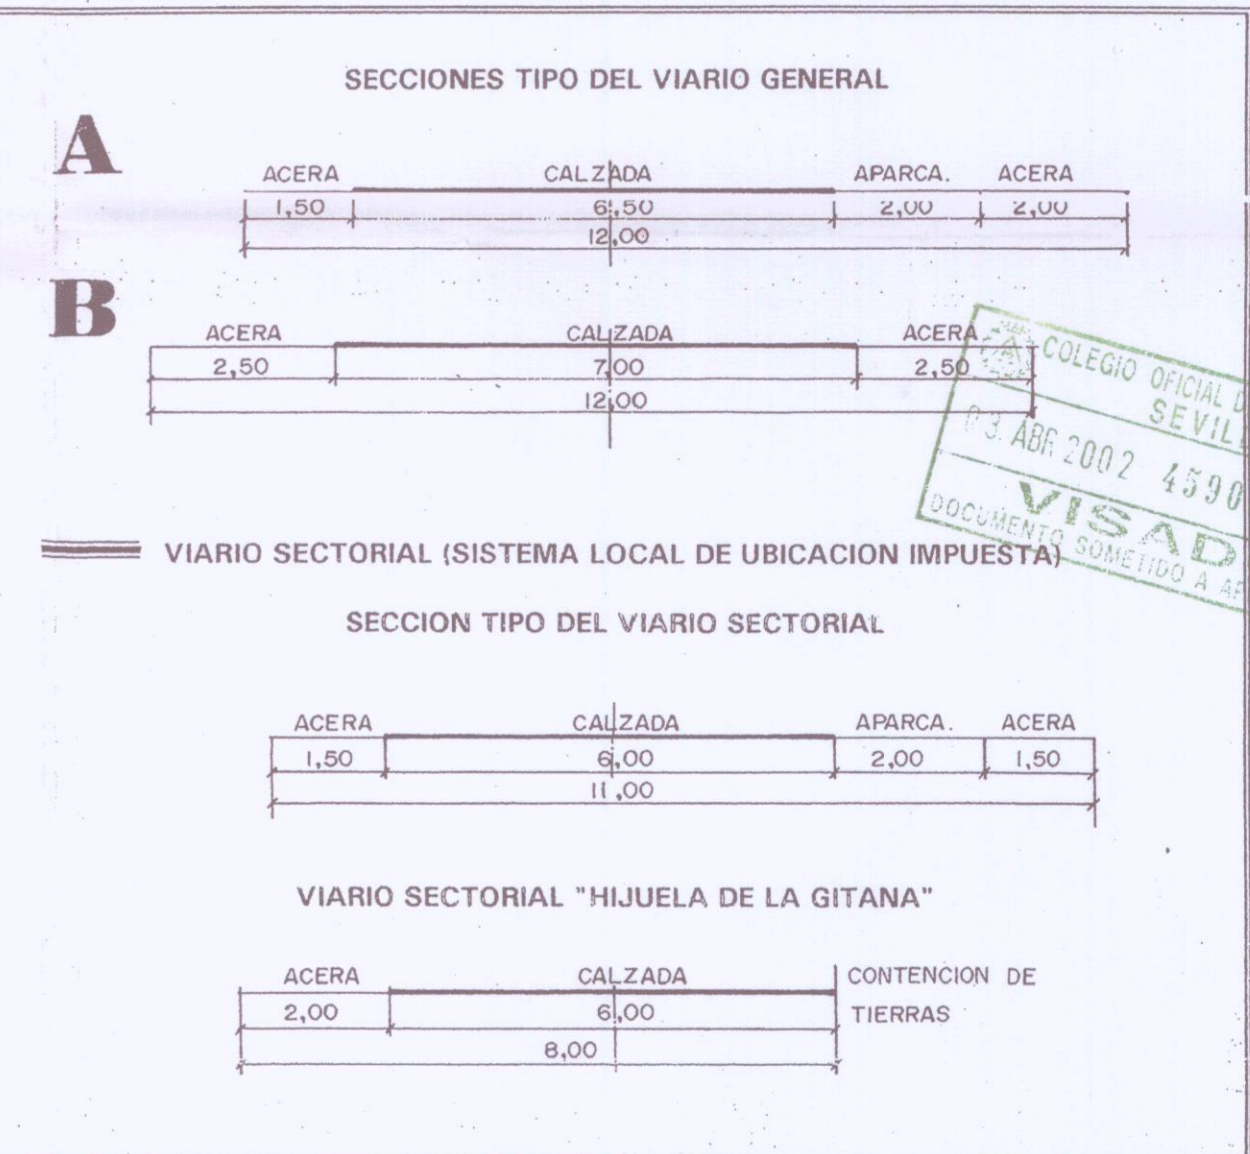 SECCIONES TIPO DEL VIARIO GENERAL
A
ACERA CALZADA APARCA. ACERA
1,50 6,50 2,00 2,00
12,00
B
ACERA CALZADA ACERA
2,50 7,00 2,50
12,00
COLEGIO OFICIAL D
SEVIL
03. ABR 2002 4590
VISAD
DOCUMENTO SOMETIDO A
VIARIO SECTORIAL (SISTEMA LOCAL DE UBICACION IMPUESTA)
SECCION TIPO DEL VIARIO SECTORIAL
ACERA CALZADA APARCA. ACERA
1,50 6,00 2,00 1,50
11,00
VIARIO SECTORIAL "HIJUELA DE LA GITANA"
ACERA CALZADA CONTENCION DE
2,00 6,00 TIERRAS
8,00